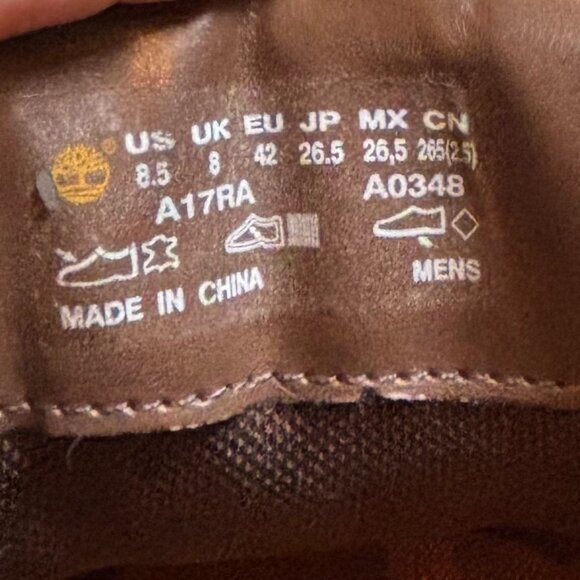 US UK EU JP MX CN
8.5 8 42 26.5 26,5 265(2.5)
A17RA A0348
MENS
MADE IN CHINA